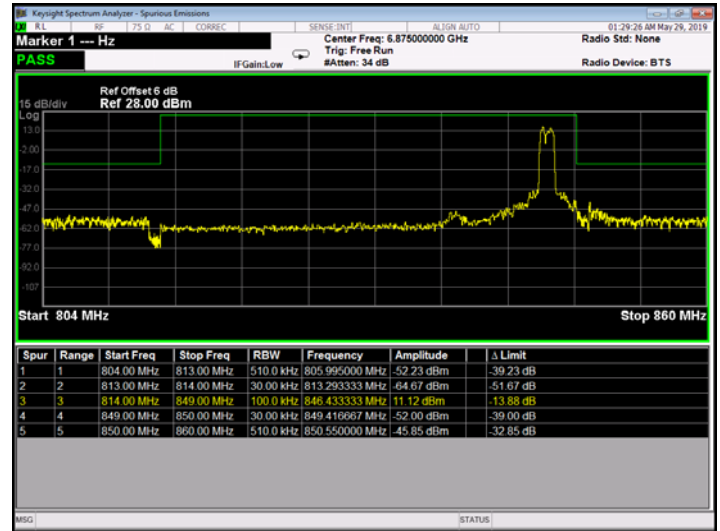 Keysight Spectrum Analyzer - Spurious Emissions
RL RF 75 Ω AC CORREC SENSE:INT ALIGN AUTO 01:29:26 AM May 29, 2019
Marker 1 --- Hz Center Freq: 6.875000000 GHz Radio Std: None
Trig: Free Run
PASS IFGain:Low #Atten: 34 dB Radio Device: BTS
Ref Offset 6 dB
15 dB/div Ref 28.00 dBm
Log
13.0
-2.00
-17.0
-32.0
-47.0
-62.0
-77.0
-92.0
-107
Start 804 MHz Stop 860 MHz
Spur Range Start Freq Stop Freq RBW Frequency Amplitude Δ Limit
1 1 804.00 MHz 813.00 MHz 510.0 kHz 805.995000 MHz -52.23 dBm -39.23 dB
2 2 813.00 MHz 814.00 MHz 30.00 kHz 813.293333 MHz -64.67 dBm -51.67 dB
3 3 814.00 MHz 849.00 MHz 100.0 kHz 846.433333 MHz 11.12 dBm -13.88 dB
4 4 849.00 MHz 850.00 MHz 30.00 kHz 849.416667 MHz -52.00 dBm -39.00 dB
5 5 850.00 MHz 860.00 MHz 510.0 kHz 850.550000 MHz -45.85 dBm -32.85 dB
MSG STATUS